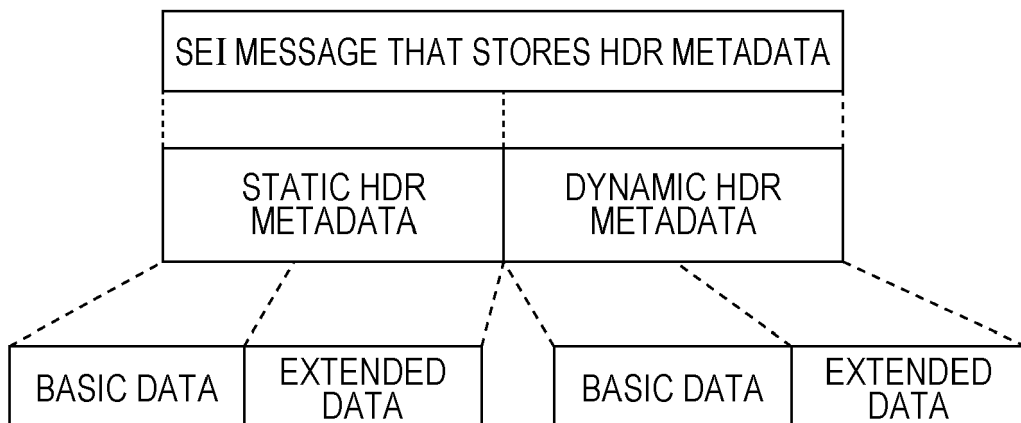 SEI MESSAGE THAT STORES HDR METADATA
STATIC HDR
METADATA
DYNAMIC HDR
METADATA
BASIC DATA
EXTENDED
DATA
BASIC DATA
EXTENDED
DATA